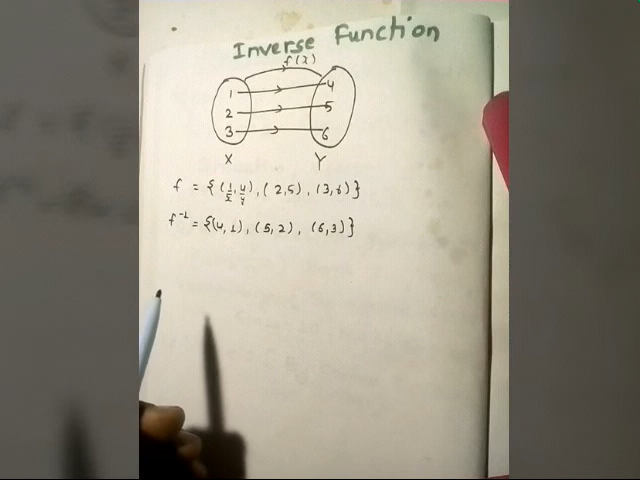 Inverse Function
f(x)
1 4
2 5
3 6
X Y
f = {(1,4), (2,5), (3,6)}
x y
f⁻¹ = {(4,1), (5,2), (6,3)}